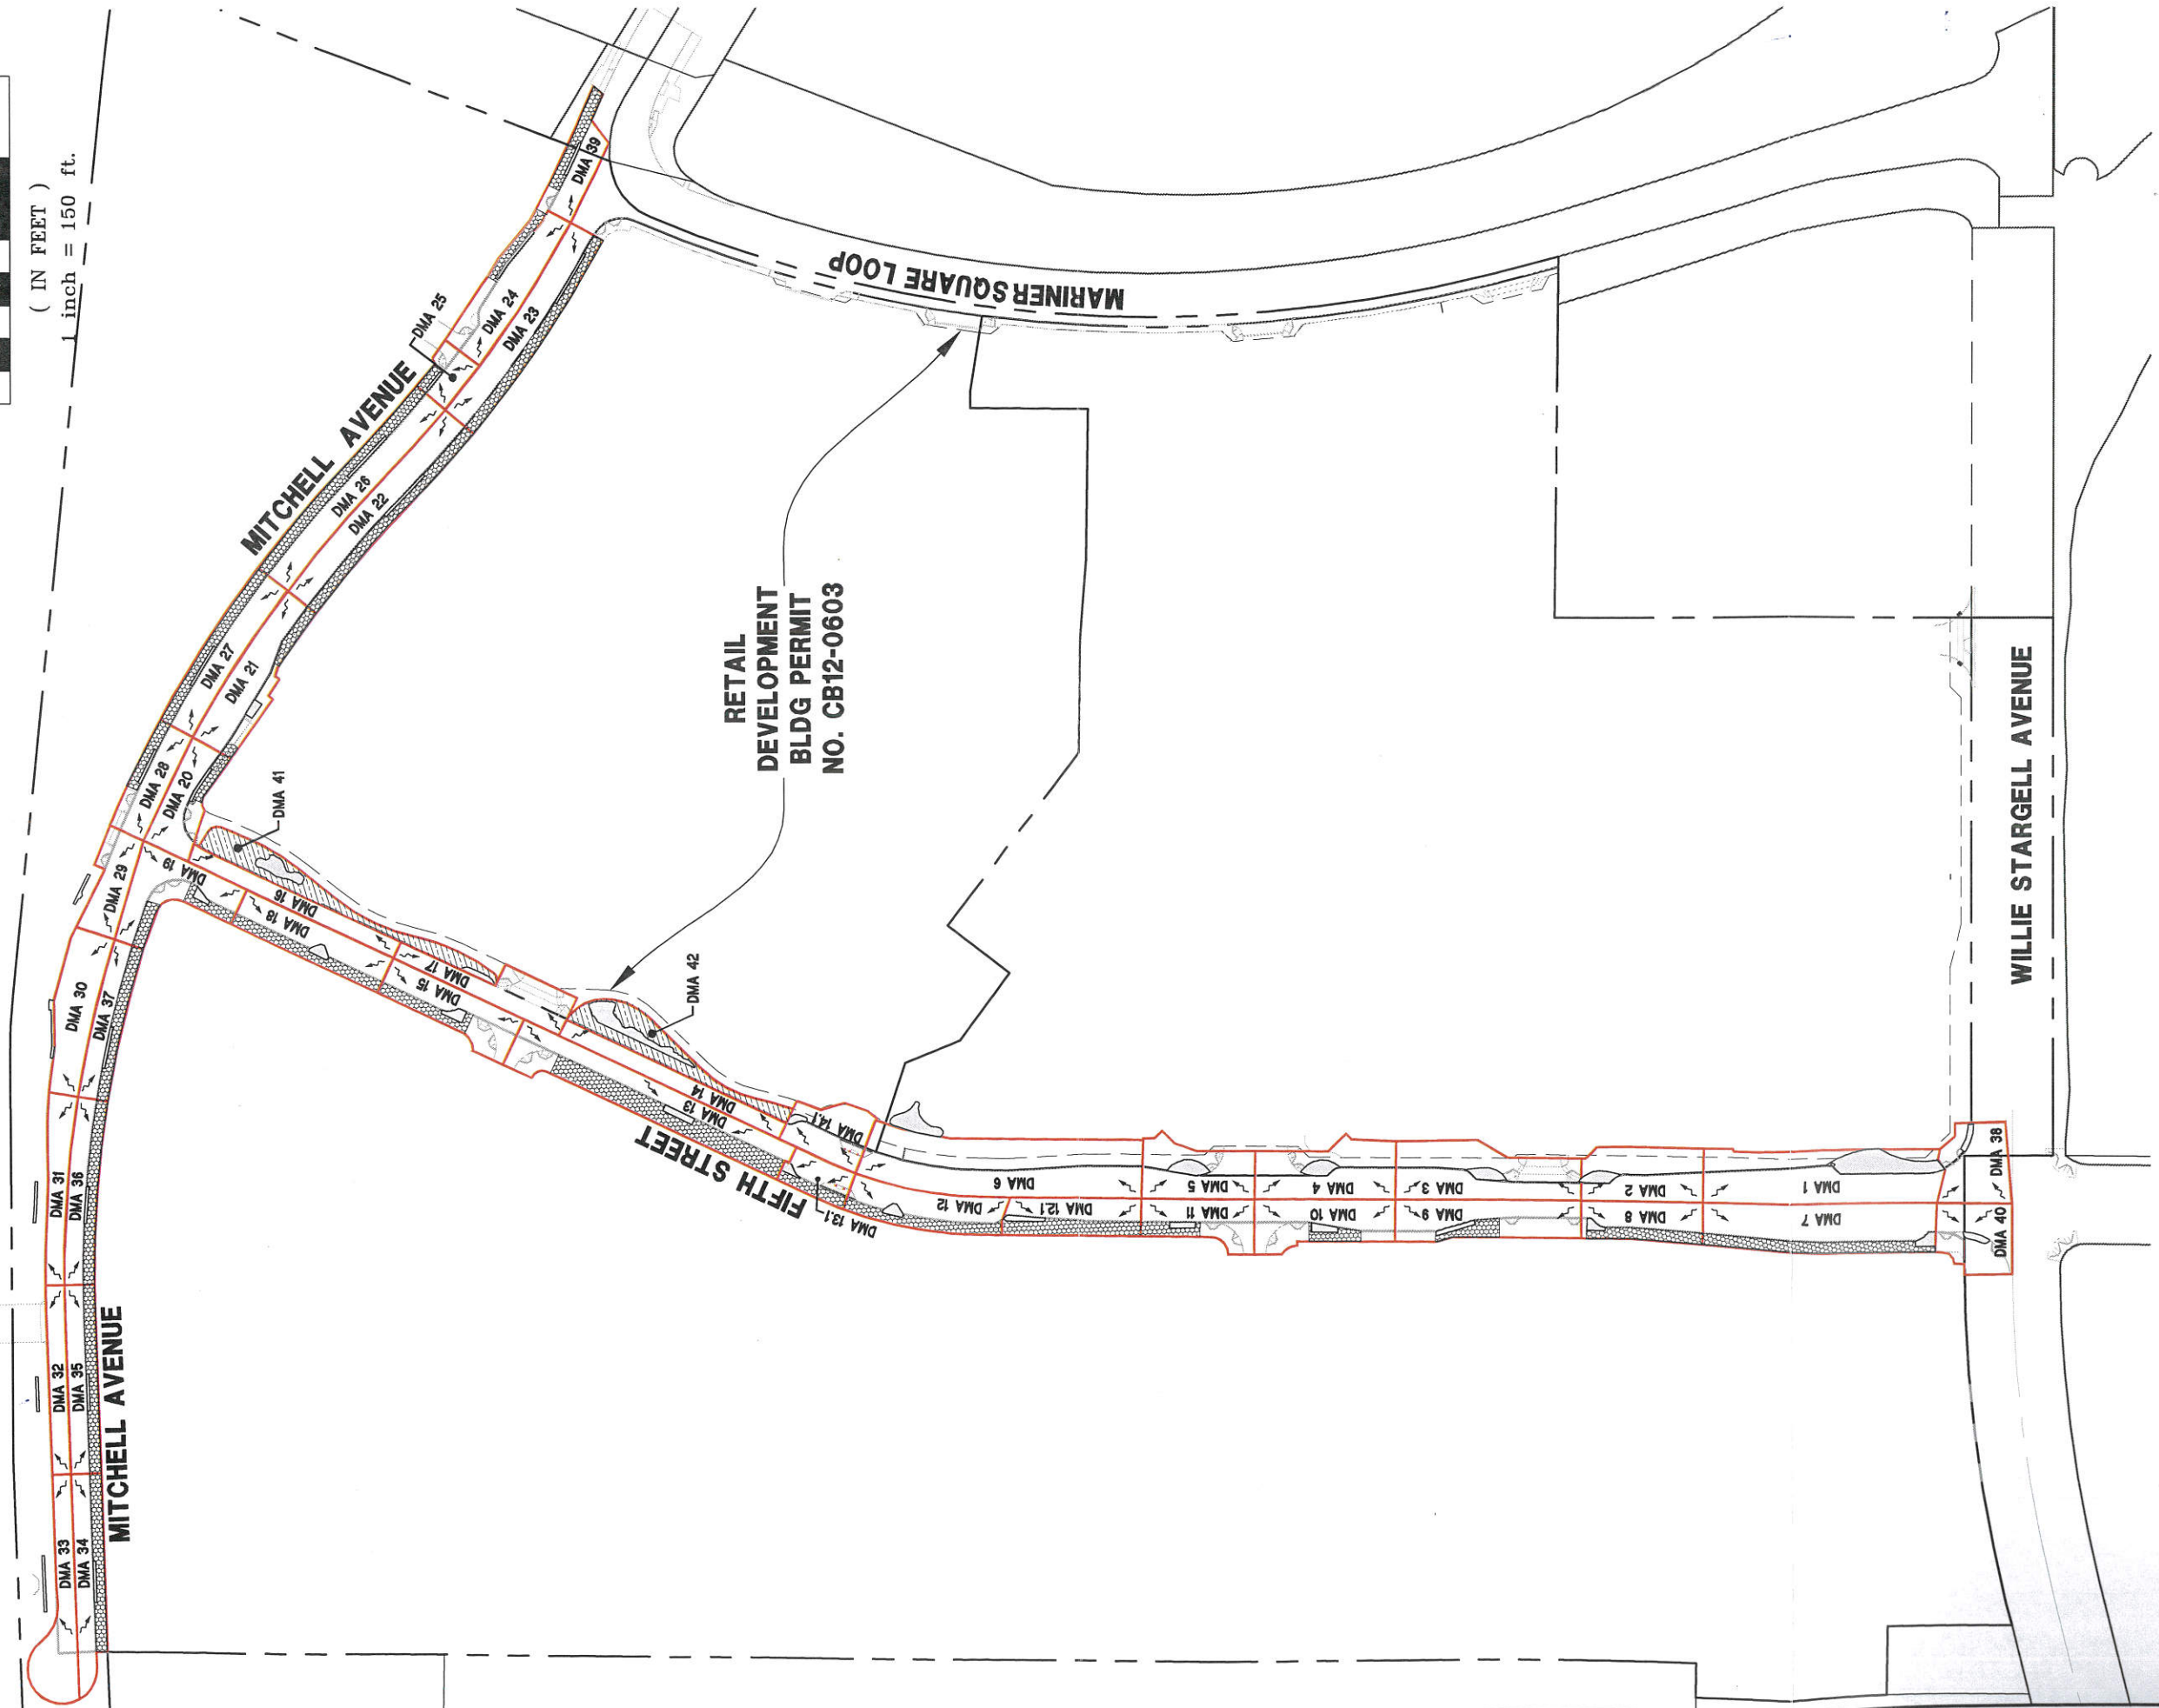 ( IN FEET )
1 inch = 150 ft.
DMA 39
DMA 25
DMA 24
DMA 23
MITCHELL AVENUE
DMA 26
DMA 22
MARINER SQUARE LOOP
DMA 27
DMA 21
DMA 28
DMA 20
DMA 41
RETAIL
DEVELOPMENT
BLDG PERMIT
NO. CB12-0603
DMA 29
DMA 19
DMA 16
DMA 18
DMA 17
DMA 15
DMA 42
DMA 30
DMA 37
DMA 14
DMA 13
DMA 14.1
FIFTH STREET
DMA 13.1
DMA 31
DMA 36
DMA 12
DMA 6
DMA 12.1
DMA 5
DMA 11
DMA 4
DMA 10
DMA 3
DMA 9
DMA 2
DMA 8
DMA 1
DMA 7
DMA 38
DMA 40
WILLIE STARGELL AVENUE
DMA 32
DMA 35
MITCHELL AVENUE
DMA 33
DMA 34